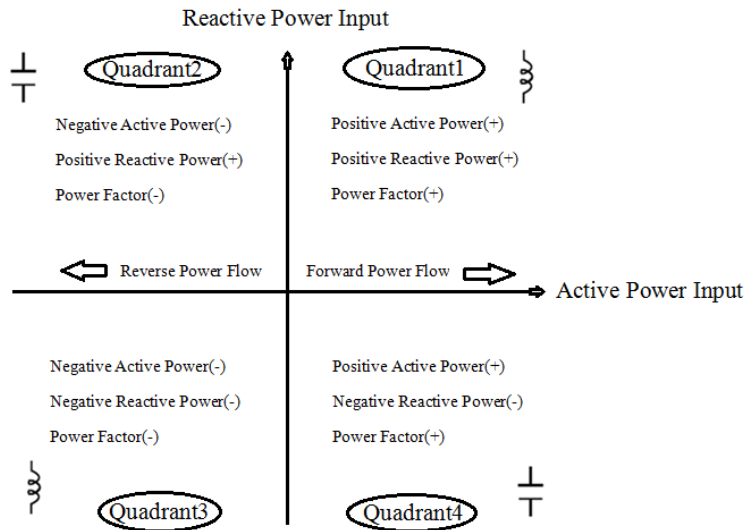 Reactive Power Input
Quadrant2
Quadrant1
Negative Active Power(-)
Positive Reactive Power(+)
Power Factor(-)
Positive Active Power(+)
Positive Reactive Power(+)
Power Factor(+)
Reverse Power Flow
Forward Power Flow
Active Power Input
Negative Active Power(-)
Negative Reactive Power(-)
Power Factor(-)
Positive Active Power(+)
Negative Reactive Power(-)
Power Factor(+)
Quadrant3
Quadrant4